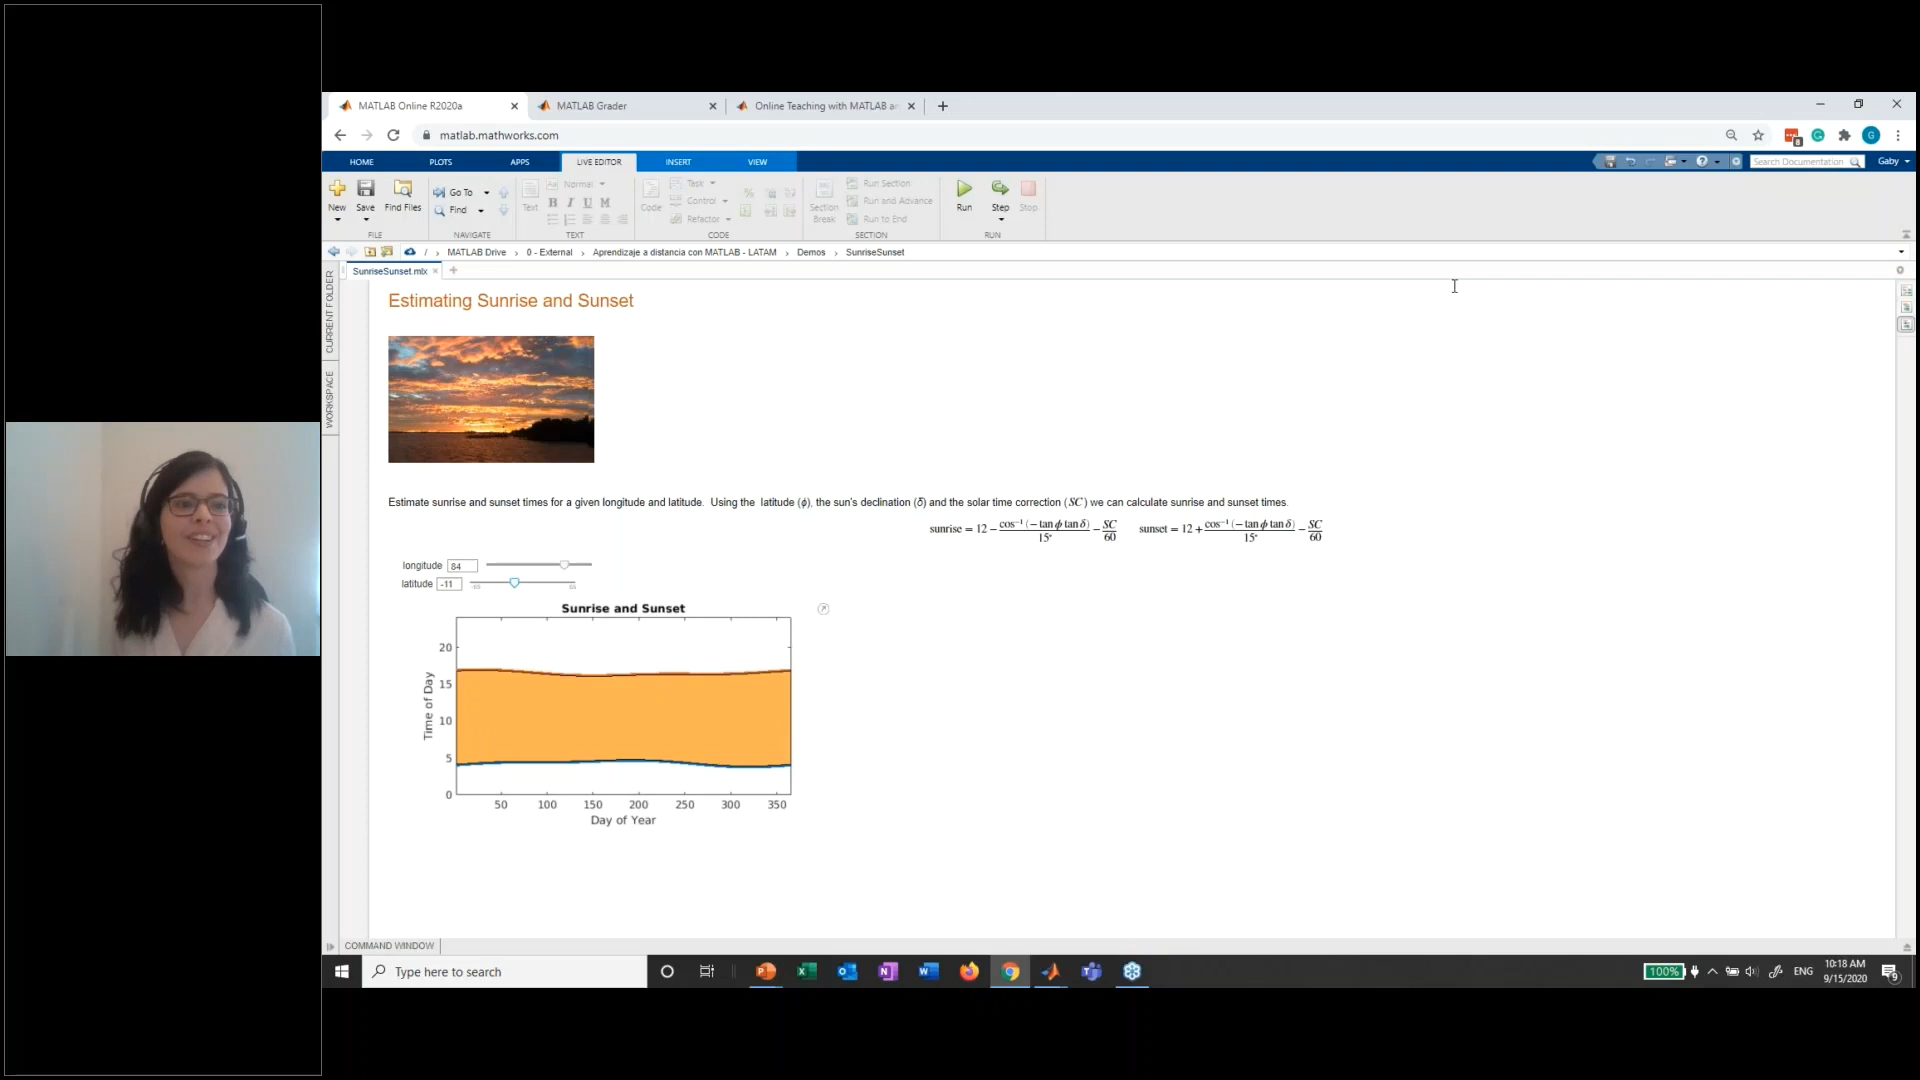 MATLAB Online R2020a
MATLAB Grader
Online Teaching with MATLAB an
matlab.mathworks.com
HOME PLOTS APPS LIVE EDITOR INSERT VIEW
Search Documentation
Gaby
New
Save
Find Files
Go To
Find
FILE
NAVIGATE
Text
Normal
B I U M
TEXT
Code
Task
Control
Refactor
CODE
Section Break
Run Section
Run and Advance
Run to End
SECTION
Run
Step
Stop
RUN
/ › MATLAB Drive › 0 - External › Aprendizaje a distancia con MATLAB - LATAM › Demos › SunriseSunset
SunriseSunset.mlx
CURRENT FOLDER
WORKSPACE
Estimating Sunrise and Sunset
Estimate sunrise and sunset times for a given longitude and latitude. Using the latitude (ϕ), the sun's declination (δ) and the solar time correction (SC) we can calculate sunrise and sunset times.
sunrise = 12 − cos⁻¹(−tan ϕ tan δ)/15° − SC/60 sunset = 12 + cos⁻¹(−tan ϕ tan δ)/15° − SC/60
longitude 84
latitude -11
Sunrise and Sunset
Time of Day
20
15
10
5
0
50 100 150 200 250 300 350
Day of Year
COMMAND WINDOW
Type here to search
100%
ENG
10:18 AM
9/15/2020